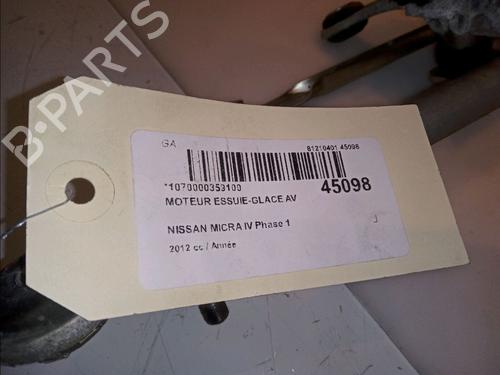 B-PARTS
GA
81210401 45098
*1070000353100
45098
MOTEUR ESSUIE-GLACE AV
NISSAN MICRA IV Phase 1
J
2012 cc / Année